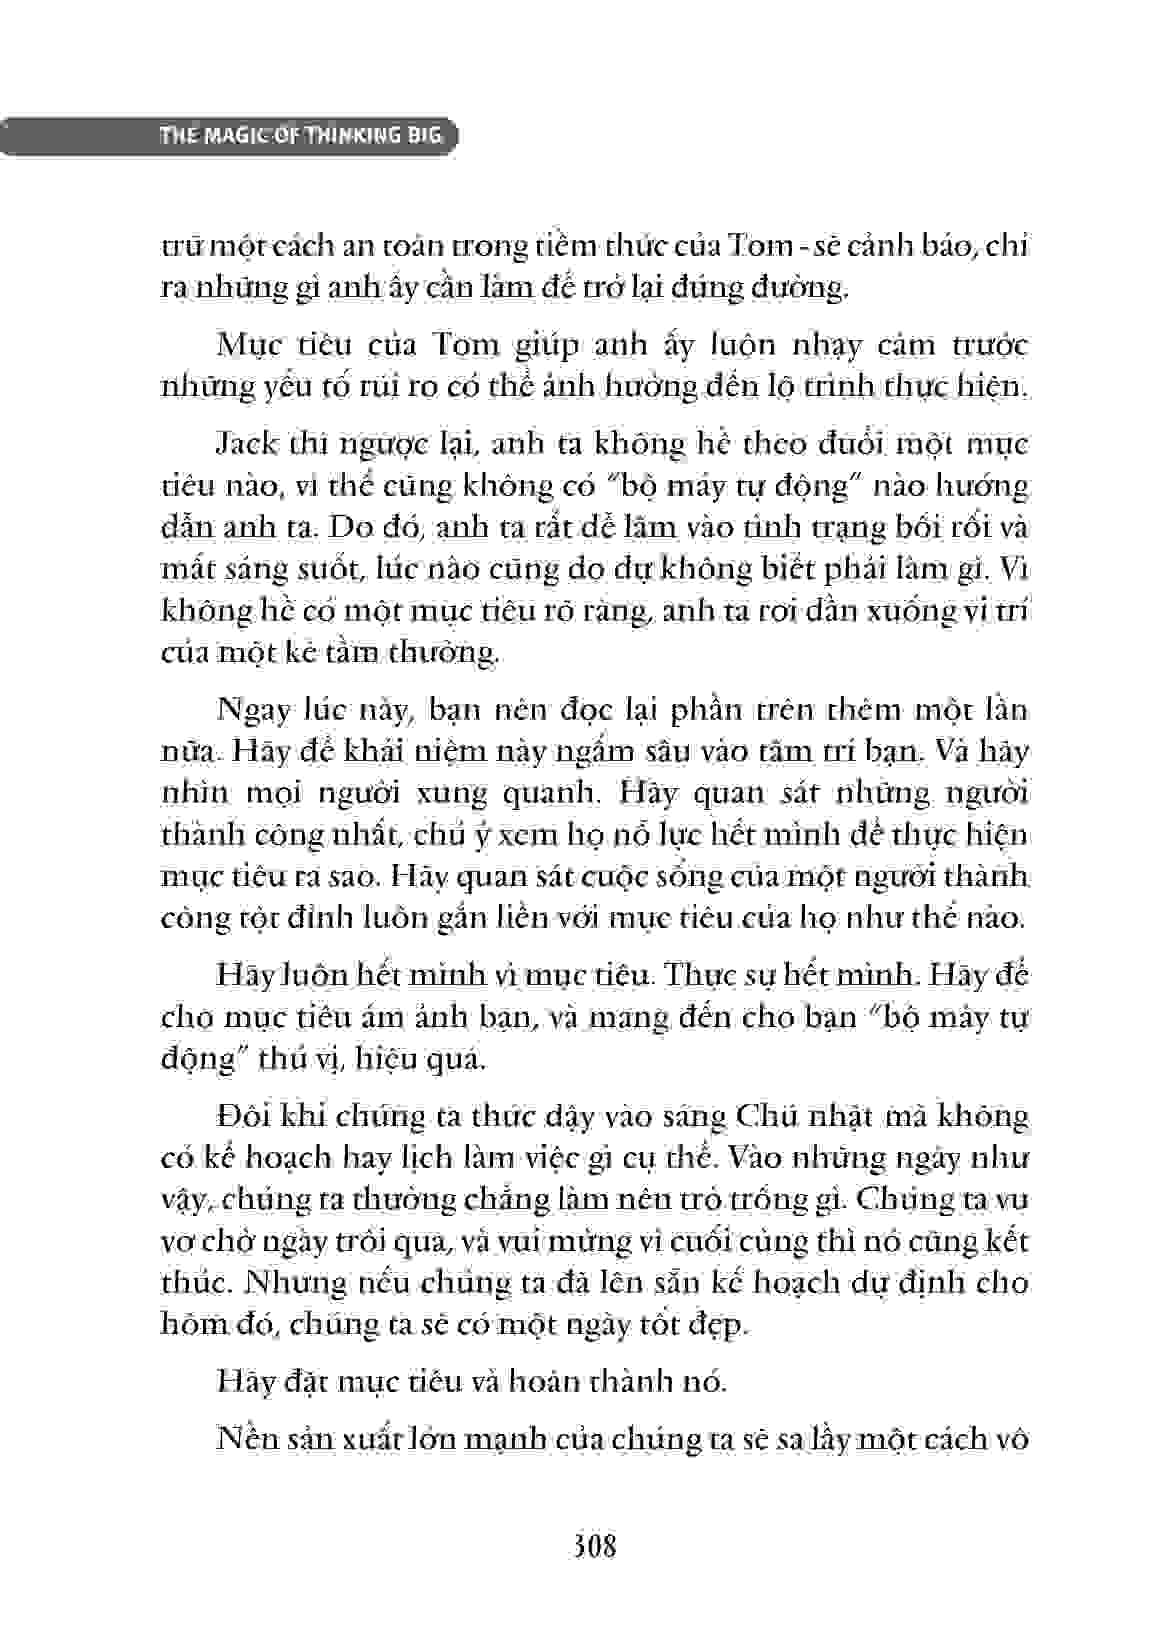 THE MAGIC OF THINKING BIG
trữ một cách an toàn trong tiềm thức của Tom - sẽ cảnh báo, chỉ
ra những gì anh ấy cần làm để trở lại đúng đường.
Mục tiêu của Tom giúp anh ấy luôn nhạy cảm trước
những yếu tố rủi ro có thể ảnh hưởng đến lộ trình thực hiện.
Jack thì ngược lại, anh ta không hề theo đuổi một mục
tiêu nào, vì thế cũng không có "bộ máy tự động" nào hướng
dẫn anh ta. Do đó, anh ta rất dễ lâm vào tình trạng bối rối và
mất sáng suốt, lúc nào cũng do dự không biết phải làm gì. Vì
không hề có một mục tiêu rõ ràng, anh ta rơi dần xuống vị trí
của một kẻ tầm thường.
Ngay lúc này, bạn nên đọc lại phần trên thêm một lần
nữa. Hãy để khái niệm này ngấm sâu vào tâm trí bạn. Và hãy
nhìn mọi người xung quanh. Hãy quan sát những người
thành công nhất, chú ý xem họ nỗ lực hết mình để thực hiện
mục tiêu ra sao. Hãy quan sát cuộc sống của một người thành
công tột đỉnh luôn gắn liền với mục tiêu của họ như thế nào.
Hãy luôn hết mình vì mục tiêu. Thực sự hết mình. Hãy để
cho mục tiêu ám ảnh bạn, và mang đến cho bạn "bộ máy tự
động" thú vị, hiệu quả.
Đôi khi chúng ta thức dậy vào sáng Chủ nhật mà không
có kế hoạch hay lịch làm việc gì cụ thể. Vào những ngày như
vậy, chúng ta thường chẳng làm nên trò trống gì. Chúng ta vu
vơ chờ ngày trôi qua, và vui mừng vì cuối cùng thì nó cũng kết
thúc. Nhưng nếu chúng ta đã lên sẵn kế hoạch dự định cho
hôm đó, chúng ta sẽ có một ngày tốt đẹp.
Hãy đặt mục tiêu và hoàn thành nó.
Nền sản xuất lớn mạnh của chúng ta sẽ sa lầy một cách vô
308